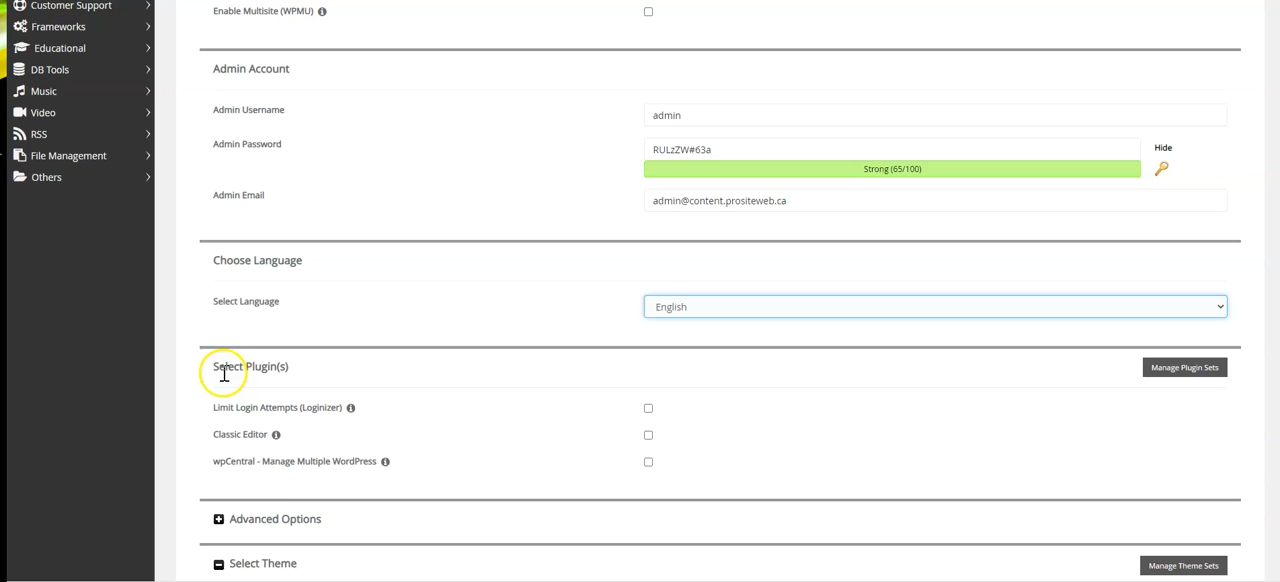 Customer Support
Enable Multisite (WPMU)
Frameworks
Educational
DB Tools
Music
Video
RSS
File Management
Others
Admin Account
Admin Username
admin
Admin Password
RULzZW#63a
Hide
Strong (65/100)
Admin Email
admin@content.prositeweb.ca
Choose Language
Select Language
English
Select Plugin(s)
Manage Plugin Sets
Limit Login Attempts (Loginizer)
Classic Editor
wpCentral - Manage Multiple WordPress
Advanced Options
Select Theme
Manage Theme Sets